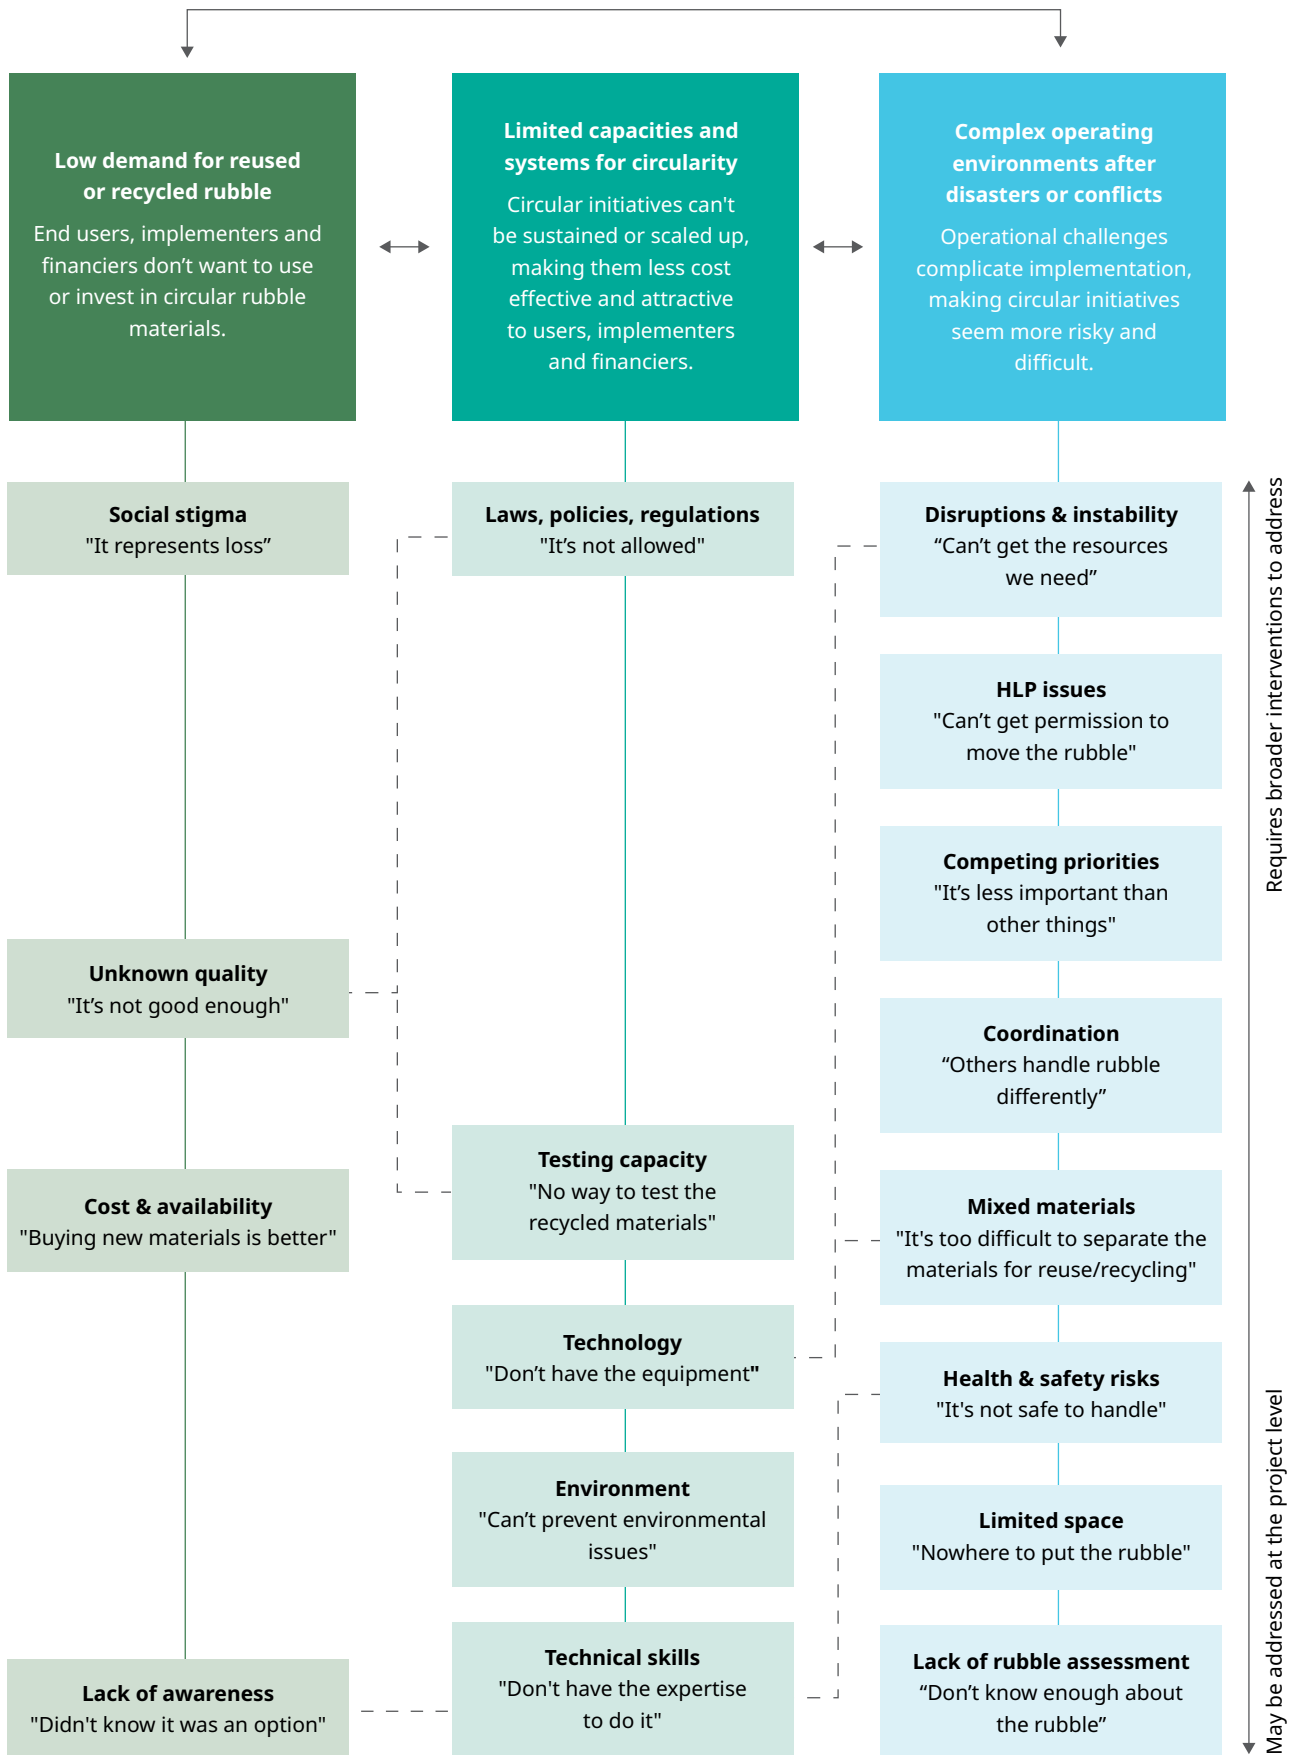 Low demand for reused
or recycled rubble
End users, implementers and
financiers don’t want to use
or invest in circular rubble
materials.
Limited capacities and
systems for circularity
Circular initiatives can't
be sustained or scaled up,
making them less cost
effective and attractive
to users, implementers
and financiers.
Complex operating
environments after
disasters or conflicts
Operational challenges
complicate implementation,
making circular initiatives
seem more risky and
difficult.
Social stigma
"It represents loss”
Unknown quality
"It’s not good enough"
Cost & availability
"Buying new materials is better"
Lack of awareness
"Didn't know it was an option"
Laws, policies, regulations
"It’s not allowed"
Testing capacity
"No way to test the
recycled materials"
Technology
"Don’t have the equipment"
Environment
"Can’t prevent environmental
issues"
Technical skills
"Don't have the expertise
to do it"
Disruptions & instability
“Can’t get the resources
we need”
HLP issues
"Can’t get permission to
move the rubble"
Competing priorities
"It’s less important than
other things"
Coordination
“Others handle rubble
differently”
Mixed materials
"It's too difficult to separate the
materials for reuse/recycling"
Health & safety risks
"It's not safe to handle"
Limited space
"Nowhere to put the rubble"
Lack of rubble assessment
“Don’t know enough about
the rubble”
Requires broader interventions to address
May be addressed at the project level